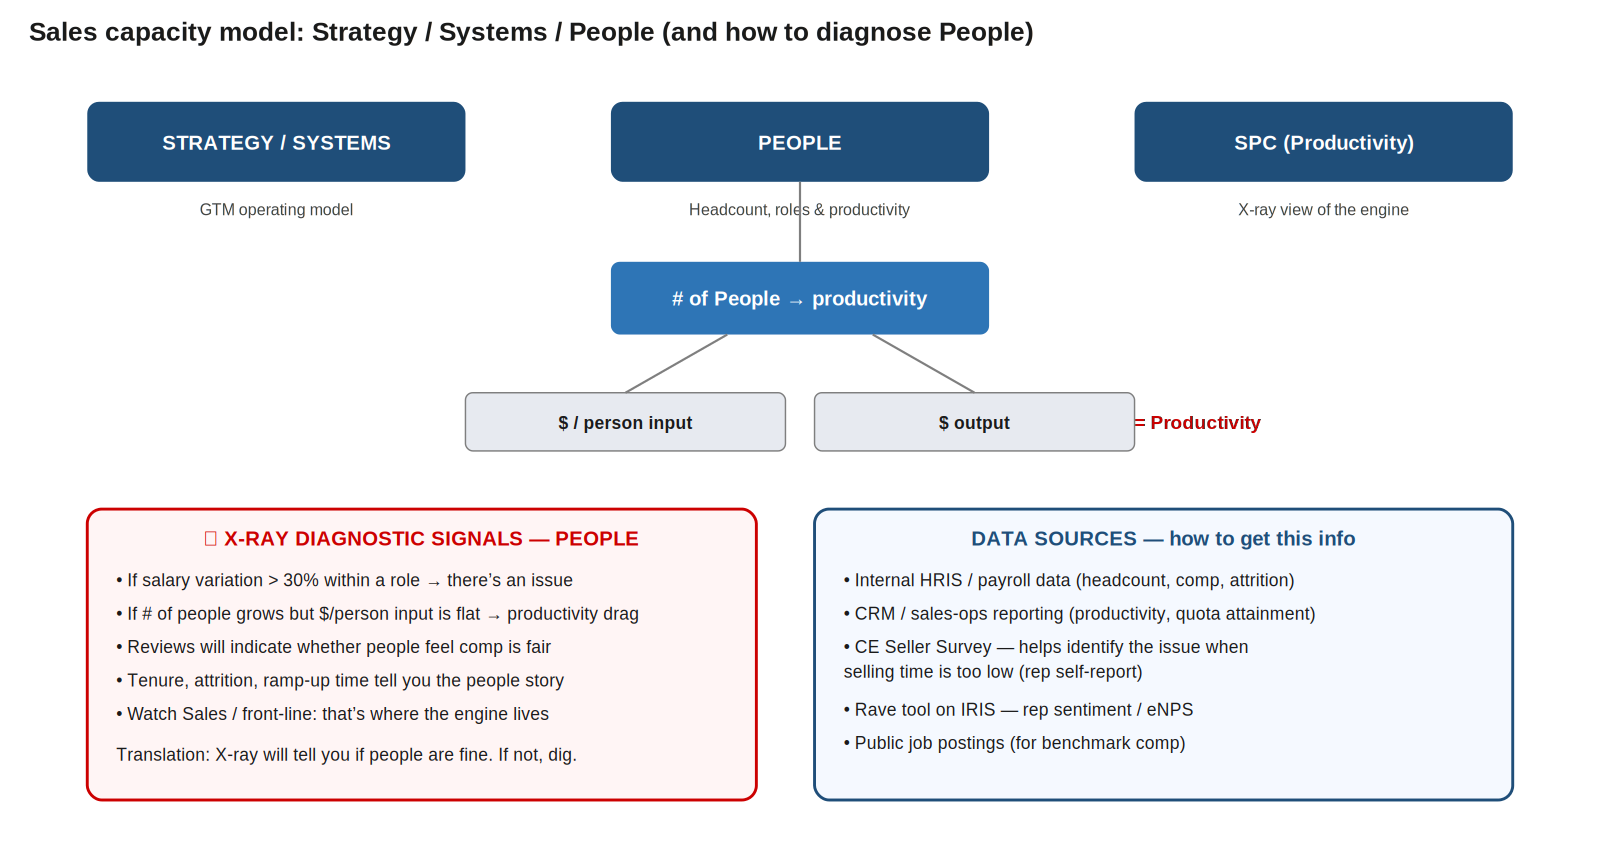 Sales capacity model: Strategy / Systems / People (and how to diagnose People)
STRATEGY / SYSTEMS
PEOPLE
SPC (Productivity)
GTM operating model
Headcount, roles & productivity
X-ray view of the engine
# of People → productivity
$ / person input
$ output
= Productivity
X-RAY DIAGNOSTIC SIGNALS — PEOPLE
• If salary variation > 30% within a role → there’s an issue
• If # of people grows but $/person input is flat → productivity drag
• Reviews will indicate whether people feel comp is fair
• Tenure, attrition, ramp-up time tell you the people story
• Watch Sales / front-line: that’s where the engine lives
Translation: X-ray will tell you if people are fine. If not, dig.
DATA SOURCES — how to get this info
• Internal HRIS / payroll data (headcount, comp, attrition)
• CRM / sales-ops reporting (productivity, quota attainment)
• CE Seller Survey — helps identify the issue when
selling time is too low (rep self-report)
• Rave tool on IRIS — rep sentiment / eNPS
• Public job postings (for benchmark comp)